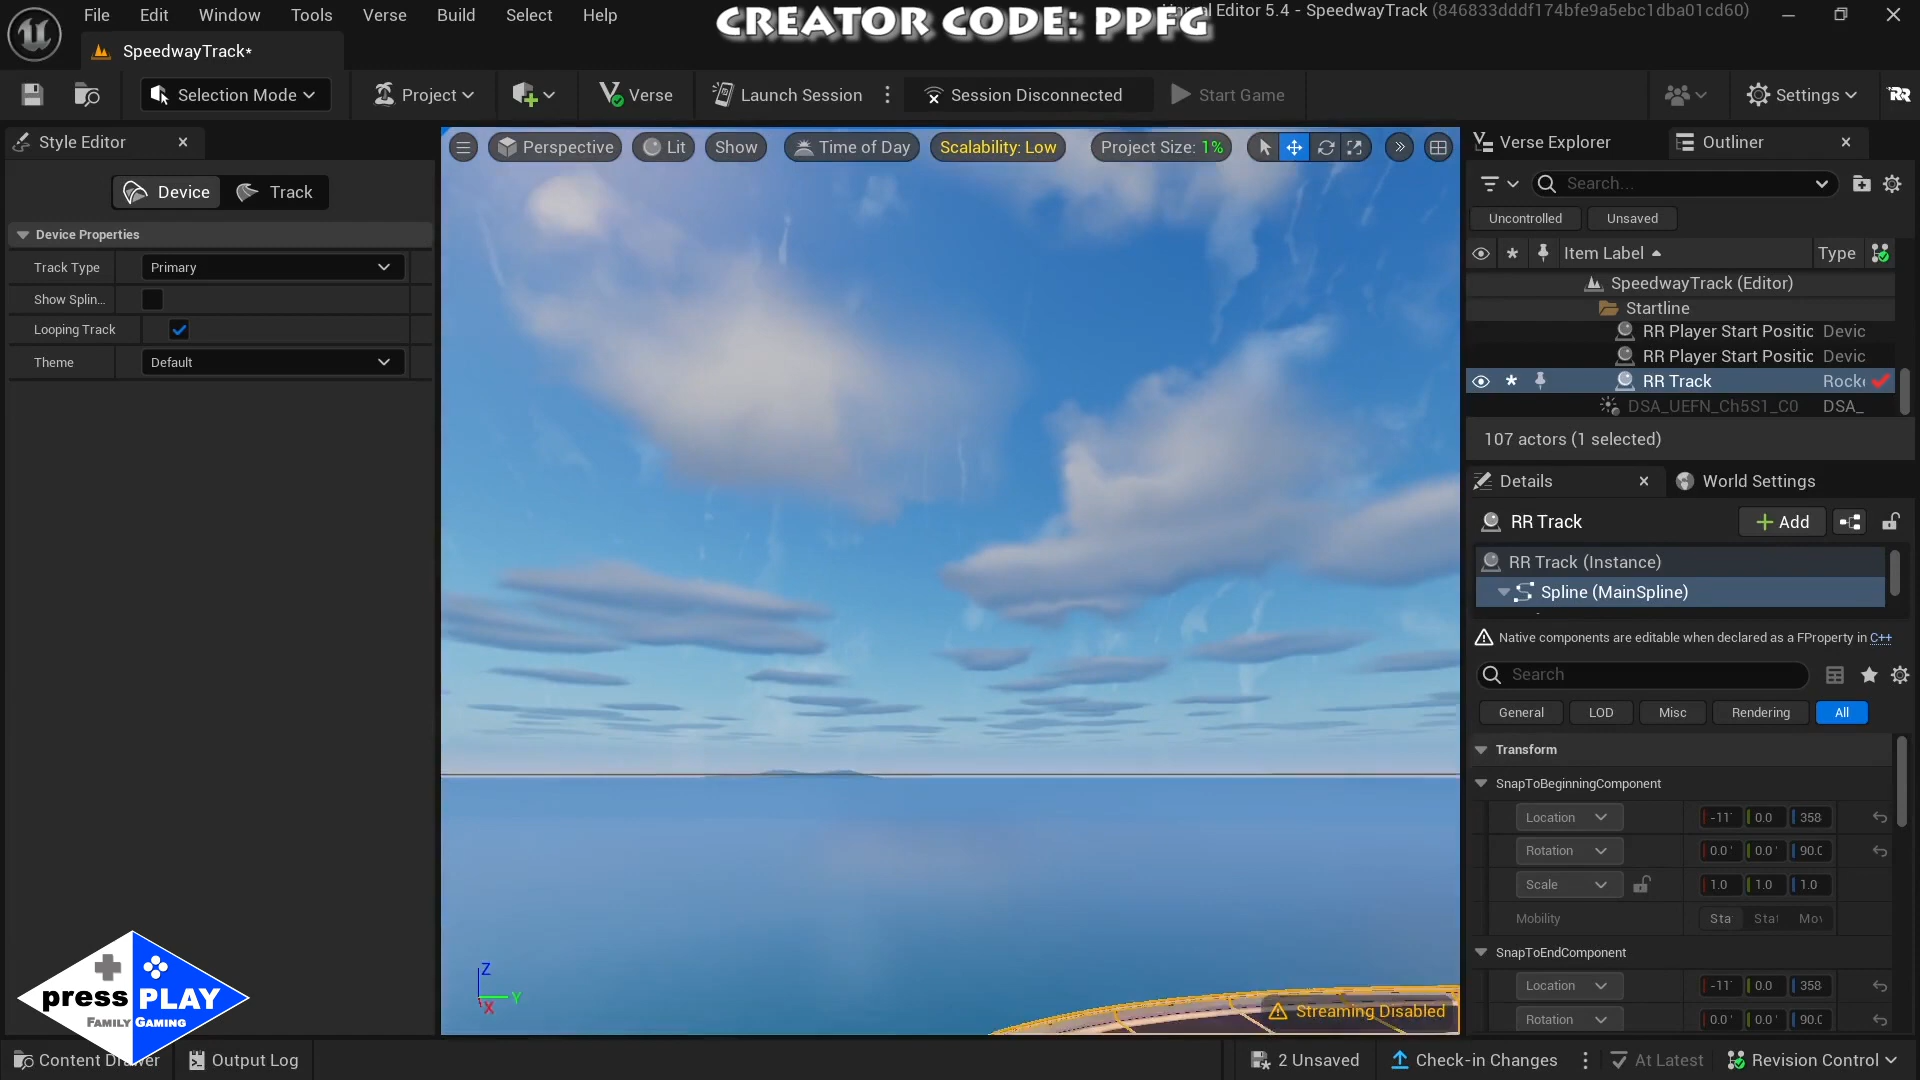 File Edit Window Tools Verse Build Select Help
CREATOR CODE: PPFG
Unreal Editor 5.4 - SpeedwayTrack (846833dddf174bfe9a5ebc1dba01cd60)
SpeedwayTrack*
Selection Mode Project Verse Launch Session Session Disconnected Start Game Settings RR
Style Editor
Device Track
Device Properties
Track Type Primary
Show Splin...
Looping Track
Theme Default
Perspective Lit Show Time of Day Scalability: Low Project Size: 1%
Z
Y
X
Streaming Disabled
Verse Explorer Outliner
Search...
Uncontrolled Unsaved
Item Label Type
SpeedwayTrack (Editor)
Startline
RR Player Start Positic Devic
RR Player Start Positic Devic
RR Track Rocke
DSA_UEFN_Ch5S1_C0 DSA_
107 actors (1 selected)
Details World Settings
RR Track Add
RR Track (Instance)
Spline (MainSpline)
Native components are editable when declared as a FProperty in C++
Search
General LOD Misc Rendering All
Transform
SnapToBeginningComponent
Location -11 0.0 358
Rotation 0.0 0.0 90.0
Scale 1.0 1.0 1.0
Mobility Sta Stat Mov
SnapToEndComponent
Location -11 0.0 358
Rotation 0.0 0.0 90.0
press PLAY
FAMILY GAMING
Content Drawer Output Log 2 Unsaved Check-in Changes At Latest Revision Control